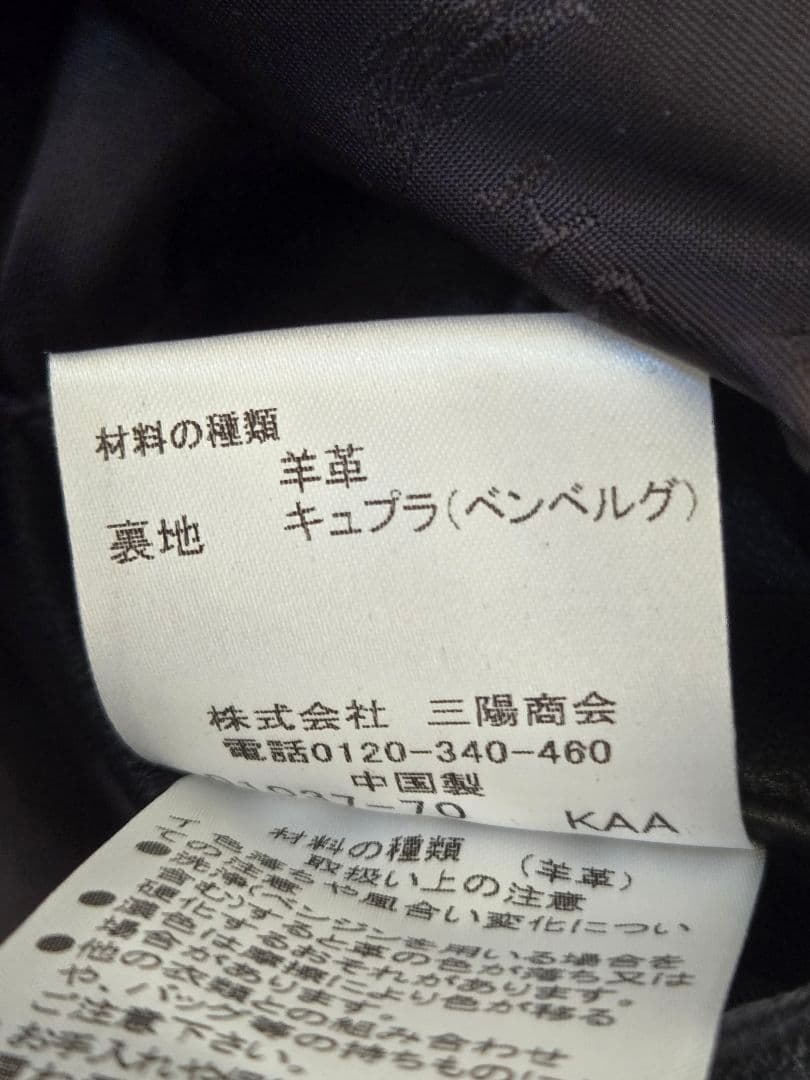 材料の種類
羊革
裏地 キュプラ(ベンベルグ)
株式会社 三陽商会
電話0120-340-460
中国製
KAA
材料の種類 (羊革)
取扱い上の注意
色落ちや風合い変化につい
ての注意
●洗浄(ベンジンを用いる場合を
含む)すると革の色が落ち又は
硬化するおそれがあります。
●濃色は摩擦により色が移る
場合があります。
●他の衣類との組み合わせ
や、バッグ等の持ちものに
ご注意下さい。
お手入れや